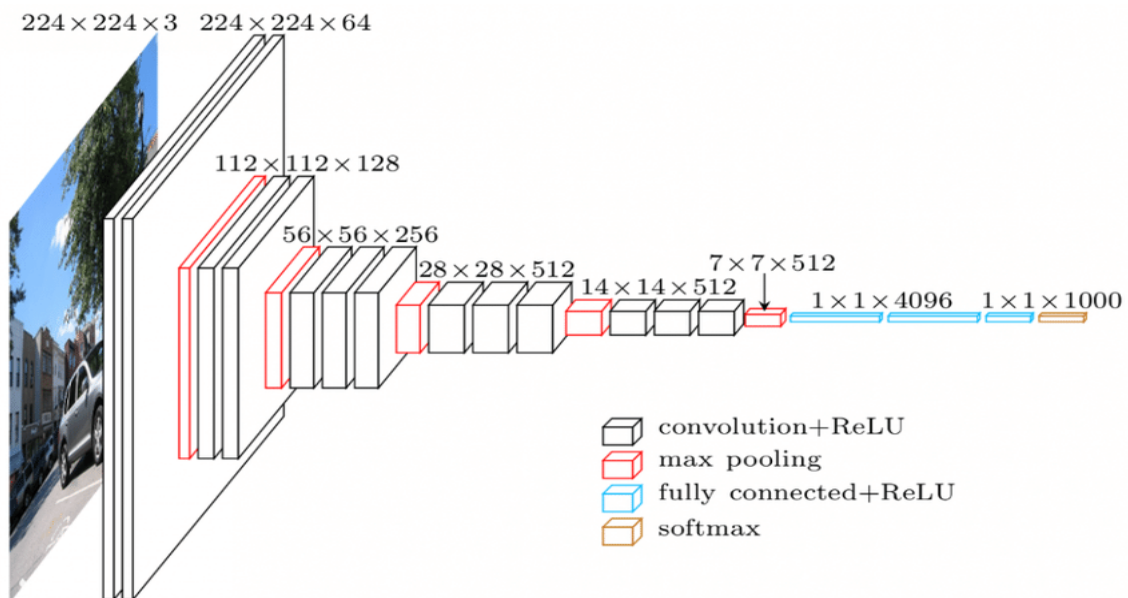 224×224×3
224×224×64
112×112×128
56×56×256
28×28×512
14×14×512
7×7×512
1×1×4096
1×1×1000
convolution+ReLU
max pooling
fully connected+ReLU
softmax